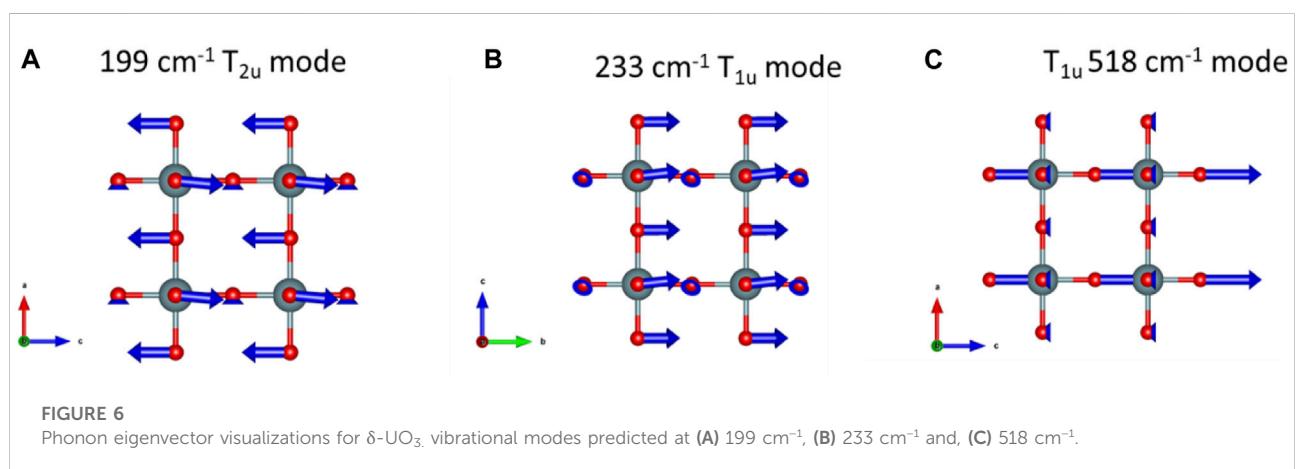 A
199 cm⁻¹ T₂ᵤ mode
B
233 cm⁻¹ T₁ᵤ mode
C
T₁ᵤ 518 cm⁻¹ mode
a
c
c
b
a
c
FIGURE 6
Phonon eigenvector visualizations for δ-UO₃. vibrational modes predicted at (A) 199 cm⁻¹, (B) 233 cm⁻¹ and, (C) 518 cm⁻¹.